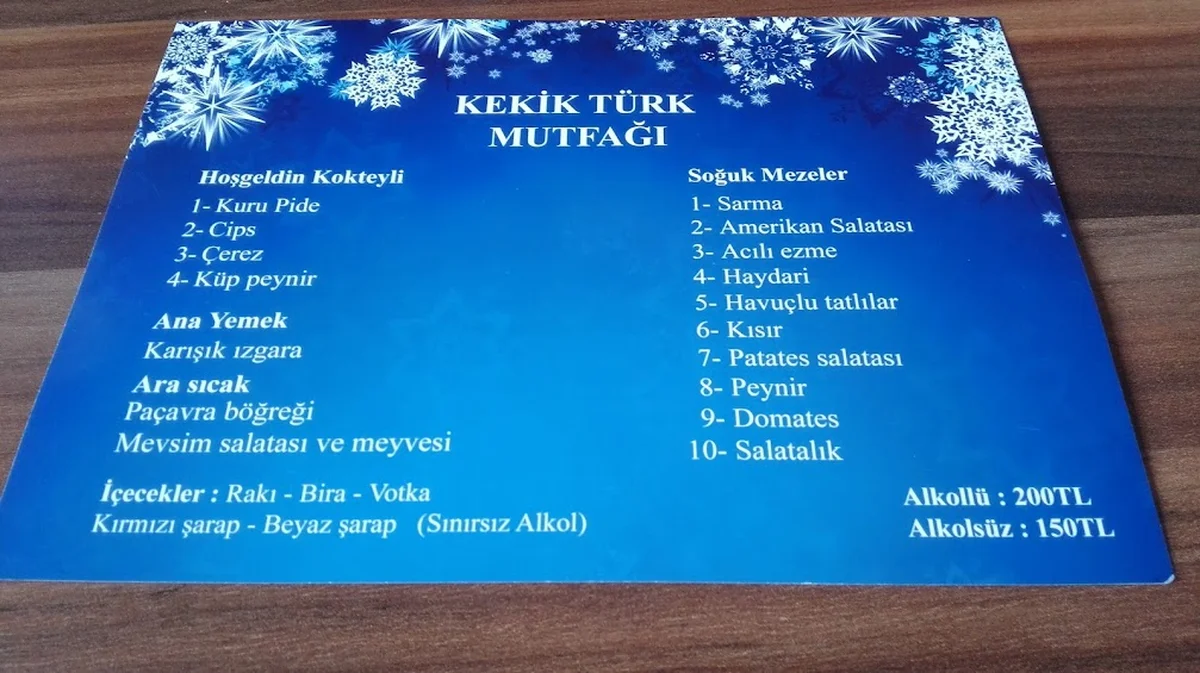 KEKİK TÜRK
MUTFAĞI
Hoşgeldin Kokteyli
1- Kuru Pide
2- Cips
3- Çerez
4- Küp peynir
Ana Yemek
Karışık ızgara
Ara sıcak
Paçavra böğreği
Mevsim salatası ve meyvesi
İçecekler : Rakı - Bira - Votka
Kırmızı şarap - Beyaz şarap (Sınırsız Alkol)
Soğuk Mezeler
1- Sarma
2- Amerikan Salatası
3- Acılı ezme
4- Haydari
5- Havuçlu tatlılar
6- Kısır
7- Patates salatası
8- Peynir
9- Domates
10- Salatalık
Alkollü : 200TL
Alkolsüz : 150TL